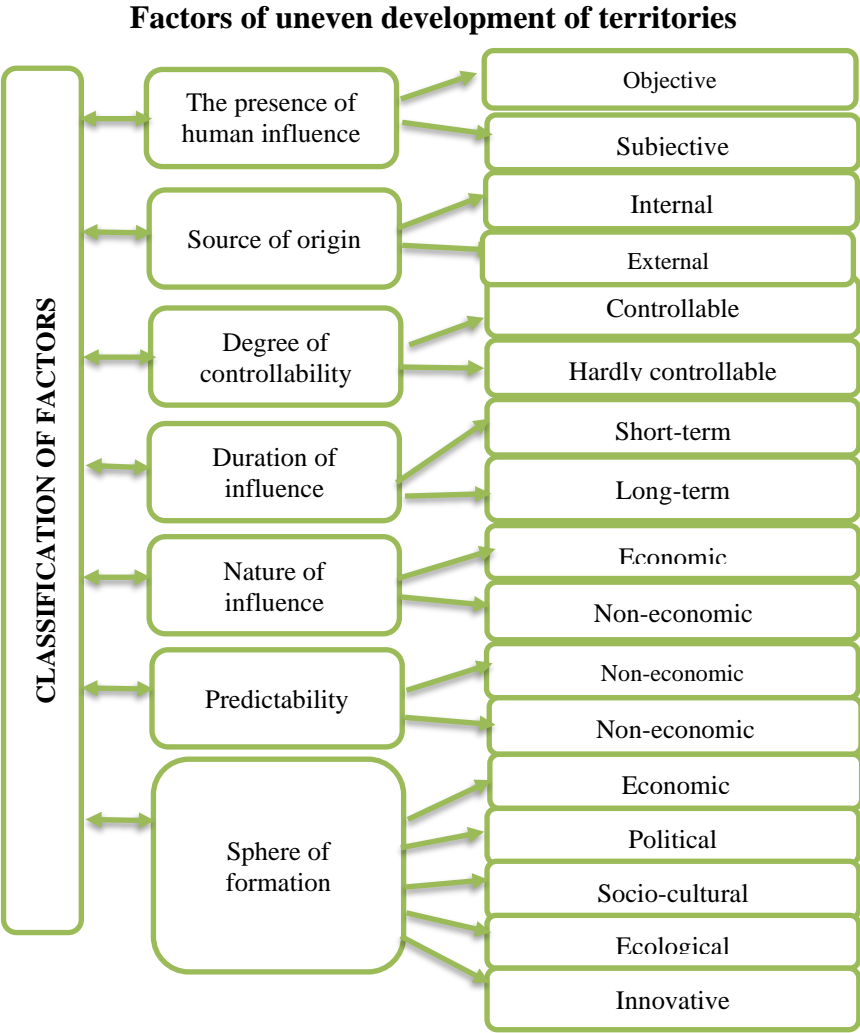 Factors of uneven development of territories
CLASSIFICATION OF FACTORS
The presence of
human influence
Objective
Subjective
Source of origin
Internal
External
Degree of
controllability
Controllable
Hardly controllable
Duration of
influence
Short-term
Long-term
Nature of
influence
Economic
Non-economic
Predictability
Non-economic
Non-economic
Sphere of
formation
Economic
Political
Socio-cultural
Ecological
Innovative